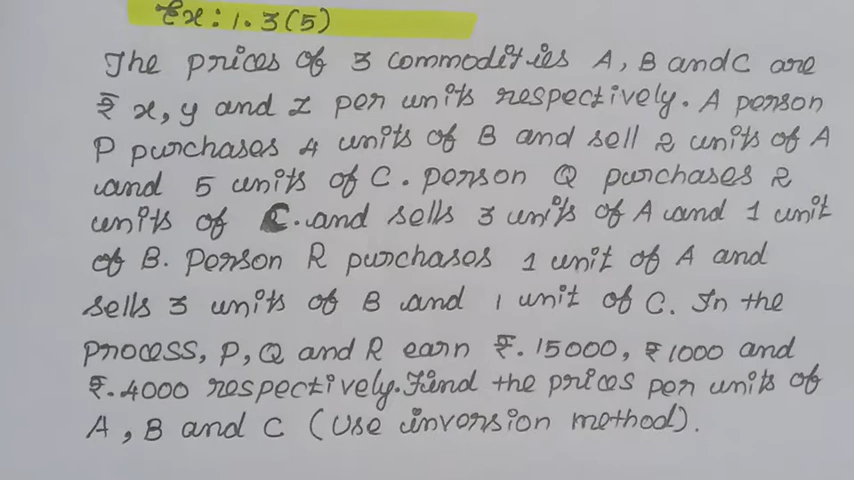 Ex: 1.3(5)
The prices of 3 commodities A, B and C are
₹ x, y and z per units respectively. A person
P purchases 4 units of B and sell 2 units of A
and 5 units of C. person Q purchases 2
units of C. and sells 3 units of A and 1 unit
of B. Person R purchases 1 unit of A and
sells 3 units of B and 1 unit of C. In the
process, P, Q and R earn ₹. 15000, ₹ 1000 and
₹. 4000 respectively. Find the prices per units of
A, B and C (Use inversion method).